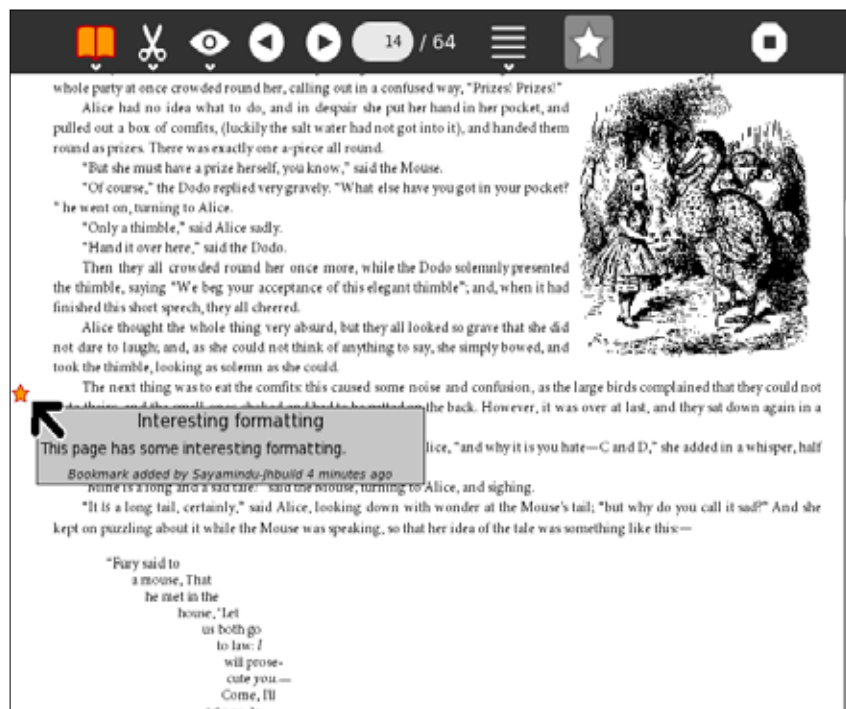 14 / 64
whole party at once crowded round her, calling out in a confused way, "Prizes! Prizes!"
Alice had no idea what to do, and in despair she put her hand in her pocket, and
pulled out a box of comfits, (luckily the salt water had not got into it), and handed them
round as prizes. There was exactly one a-piece all round.
"But she must have a prize herself, you know," said the Mouse.
"Of course," the Dodo replied very gravely. "What else have you got in your pocket?
" he went on, turning to Alice.
"Only a thimble," said Alice sadly.
"Hand it over here," said the Dodo.
Then they all crowded round her once more, while the Dodo solemnly presented
the thimble, saying "We beg your acceptance of this elegant thimble"; and, when it had
finished this short speech, they all cheered.
Alice thought the whole thing very absurd, but they all looked so grave that she did
not dare to laugh; and, as she could not think of anything to say, she simply bowed, and
took the thimble, looking as solemn as she could.
The next thing was to eat the comfits: this caused some noise and confusion, as the large birds complained that they could not
the back. However, it was over at last, and they sat down again in a
Interesting formatting
This page has some interesting formatting.
lice, "and why it is you hate—C and D," she added in a whisper, half
Bookmark added by Sayamindu-Jhbuild 4 minutes ago
"Mine is a long and a sad tale!" said the Mouse, turning to Alice, and sighing.
"It is a long tail, certainly," said Alice, looking down with wonder at the Mouse's tail; "but why do you call it sad?" And she
kept on puzzling about it while the Mouse was speaking, so that her idea of the tale was something like this:—
"Fury said to
a mouse, That
he met in the
house, 'Let
us both go
to law: I
will prose-
cute you.—
Come, I'll